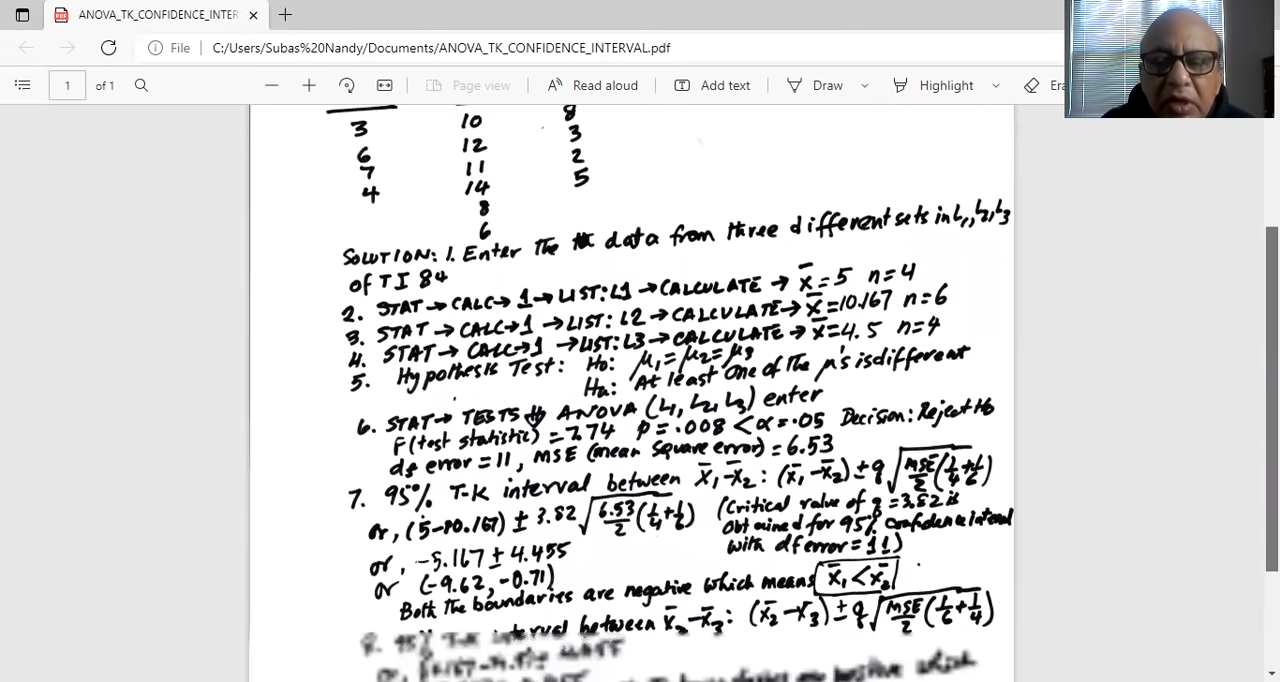 ANOVA_TK_CONFIDENCE_INTER
File
C:/Users/Subas%20Nandy/Documents/ANOVA_TK_CONFIDENCE_INTERVAL.pdf
1 of 1 Page view Read aloud Add text Draw Highlight Era
3 10 8
6 12 3
7 11 2
4 14 5
8
6
SOLUTION: 1. Enter the data from three different sets in L1, L2, L3
of TI 84
2. STAT → CALC → 1 → LIST: L1 → CALCULATE → x̄ = 5 n = 4
3. STAT → CALC → 1 → LIST: L2 → CALCULATE → x̄ = 10.167 n = 6
4. STAT → CALC → 1 → LIST: L3 → CALCULATE → x̄ = 4.5 n = 4
5. Hypothesis Test: Ho: μ1 = μ2 = μ3
Ha: At least one of the μ's is different
6. STAT → TESTS → ANOVA (L1, L2, L3) enter
F (test statistic) = 7.74 p = .008 < α = .05 Decision: Reject Ho
df error = 11, MSE (mean square error) = 6.53
7. 95% T-K interval between x̄1-x̄2: (x̄1-x̄2) ± q √(MSE/2 (1/4+1/6))
or, (5-10.167) ± 3.82 √(6.53/2 (1/4+1/6)) (Critical value of q = 3.82 is
obtained for 95% confidence interval
with df error = 11)
or, -5.167 ± 4.455
or (-9.62, -0.71)
Both the boundaries are negative which means x̄1 < x̄2
8. 95% T-K interval between x̄2-x̄3: (x̄2-x̄3) ± q √(MSE/2 (1/6+1/4))